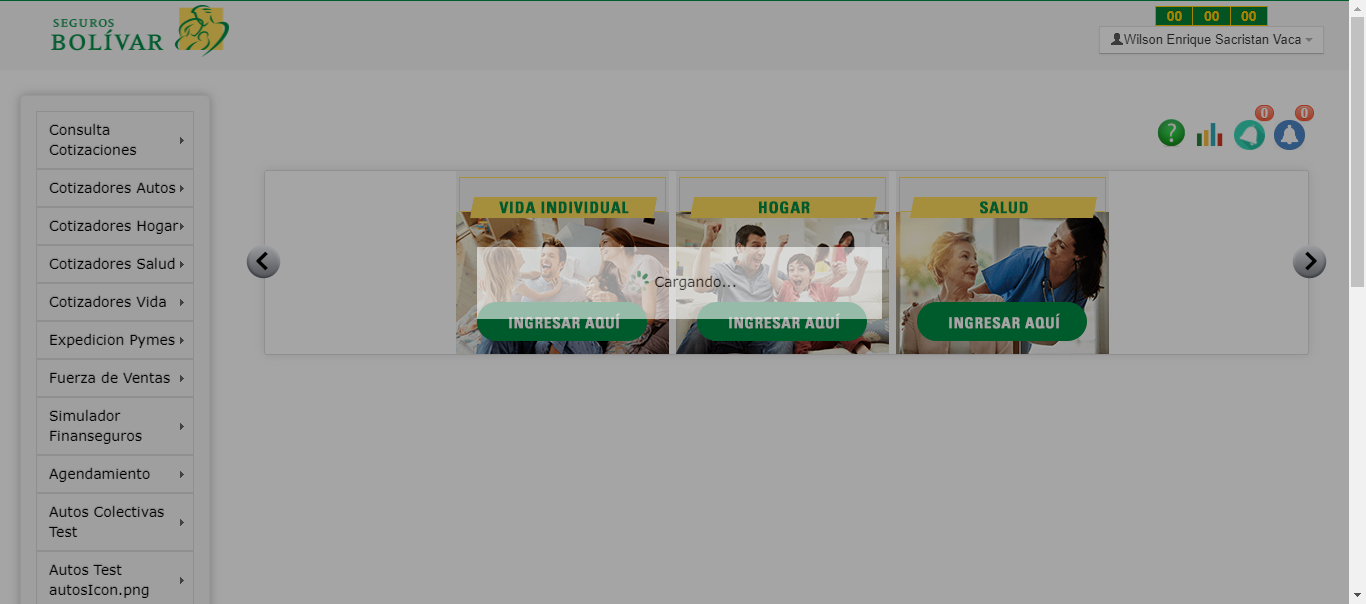 SEGUROS
BOLÍVAR
00 00 00
Wilson Enrique Sacristan Vaca
0 0
?
Consulta
Cotizaciones
Cotizadores Autos
Cotizadores Hogar
Cotizadores Salud
Cotizadores Vida
Expedicion Pymes
Fuerza de Ventas
Simulador
Finanseguros
Agendamiento
Autos Colectivas
Test
Autos Test
autosIcon.png
VIDA INDIVIDUAL
INGRESAR AQUÍ
HOGAR
INGRESAR AQUÍ
SALUD
INGRESAR AQUÍ
Cargando...